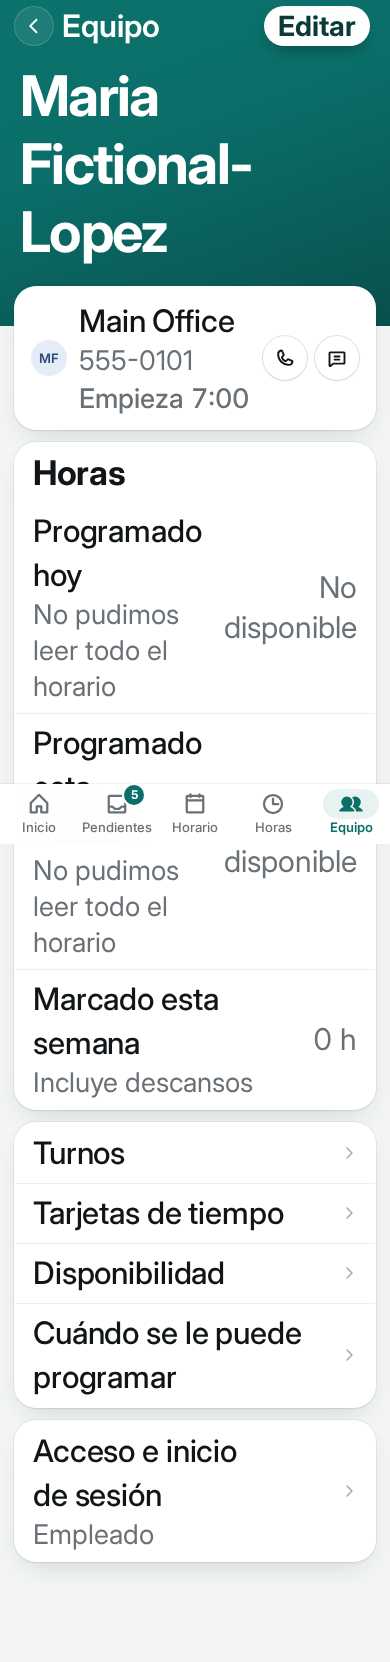 Equipo
Editar
Maria
Fictional-
Lopez
MF
Main Office
555-0101
Empieza 7:00
Horas
Programado
hoy
No pudimos
leer todo el
horario
No
disponible
Programado
5
Inicio
Pendientes
Horario
Horas
Equipo
No pudimos
leer todo el
horario
disponible
Marcado esta
semana
Incluye descansos
0 h
Turnos
Tarjetas de tiempo
Disponibilidad
Cuándo se le puede
programar
Acceso e inicio
de sesión
Empleado